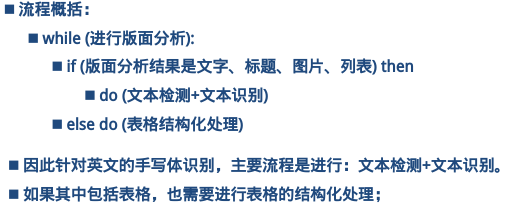 ■ 流程概括：
■ while (进行版面分析):
■ if (版面分析结果是文字、标题、图片、列表) then
■ do (文本检测+文本识别)
■ else do (表格结构化处理)
■ 因此针对英文的手写体识别，主要流程是进行：文本检测+文本识别。
■ 如果其中包括表格，也需要进行表格的结构化处理；